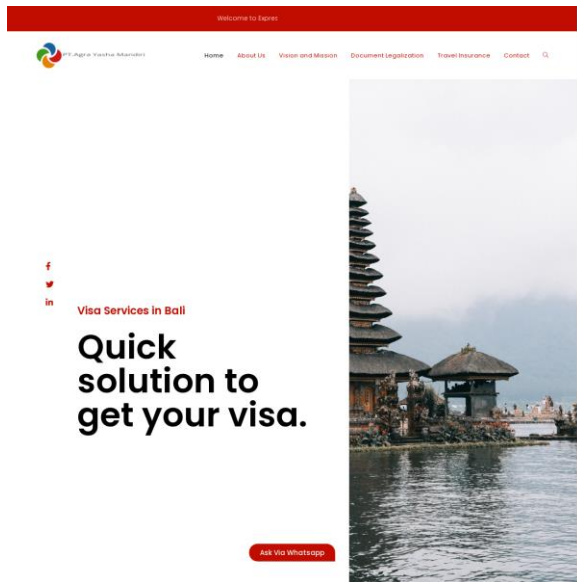 Welcome to Expres
PT.Agra Yasha Mandiri
Home About Us Vision and Mission Document Legalization Travel Insurance Contact
Visa Services in Bali
Quick
solution to
get your visa.
Ask Via Whatsapp